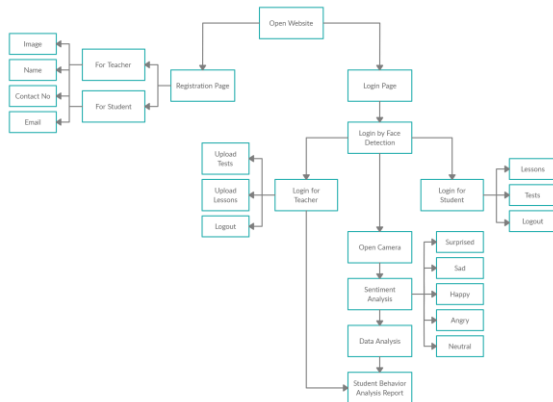 Open Website
Image
Name
Contact No
Email
For Teacher
For Student
Registration Page
Login Page
Login by Face
Detection
Upload
Tests
Upload
Lessons
Logout
Login for
Teacher
Login for
Student
Lessons
Tests
Logout
Open Camera
Sentiment
Analysis
Surprised
Sad
Happy
Angry
Neutral
Data Analysis
Student Behavior
Analysis Report